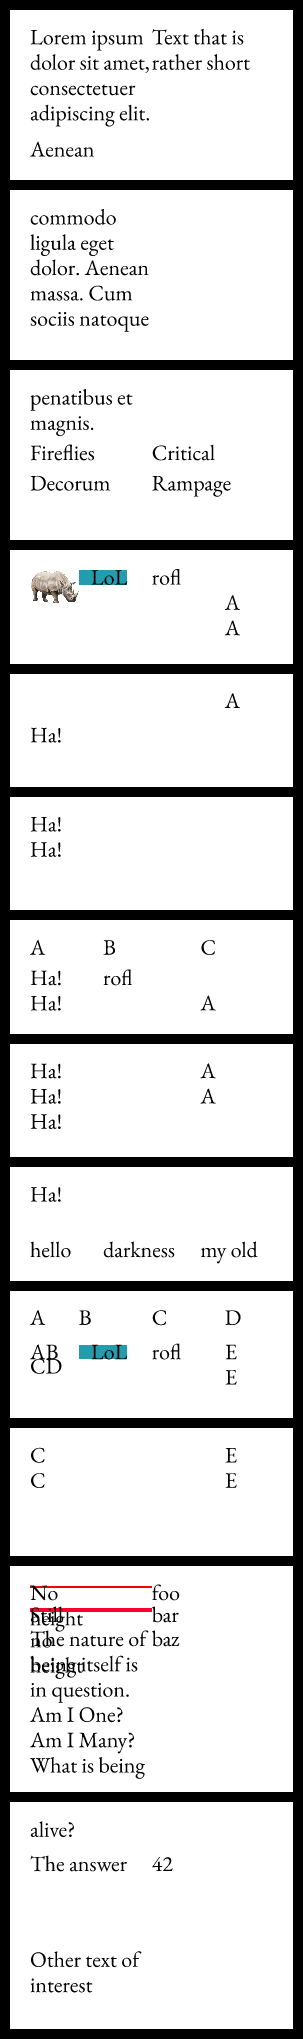 Lorem ipsum Text that is
dolor sit amet, rather short
consectetuer
adipiscing elit.
Aenean
commodo
ligula eget
dolor. Aenean
massa. Cum
sociis natoque
penatibus et
magnis.
Fireflies Critical
Decorum Rampage
LoL rofl
A
A
A
Ha!
Ha!
Ha!
A B C
Ha! rofl
Ha! A
Ha! A
Ha! A
Ha!
Ha!
hello darkness my old
A B C D
AB LoL rofl E
CD
E
C E
C E
No foo
Still bar
height
The nature of baz
no
being itself is
height
in question.
Am I One?
Am I Many?
What is being
alive?
The answer 42
Other text of
interest